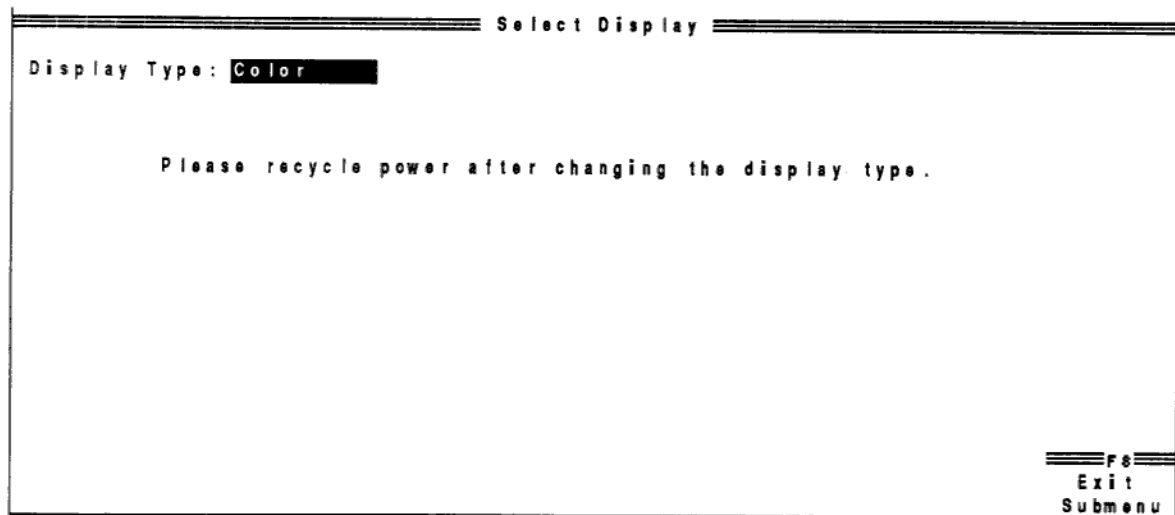 Select Display
Display Type: Color
Please recycle power after changing the display type.
F8
Exit
Submenu